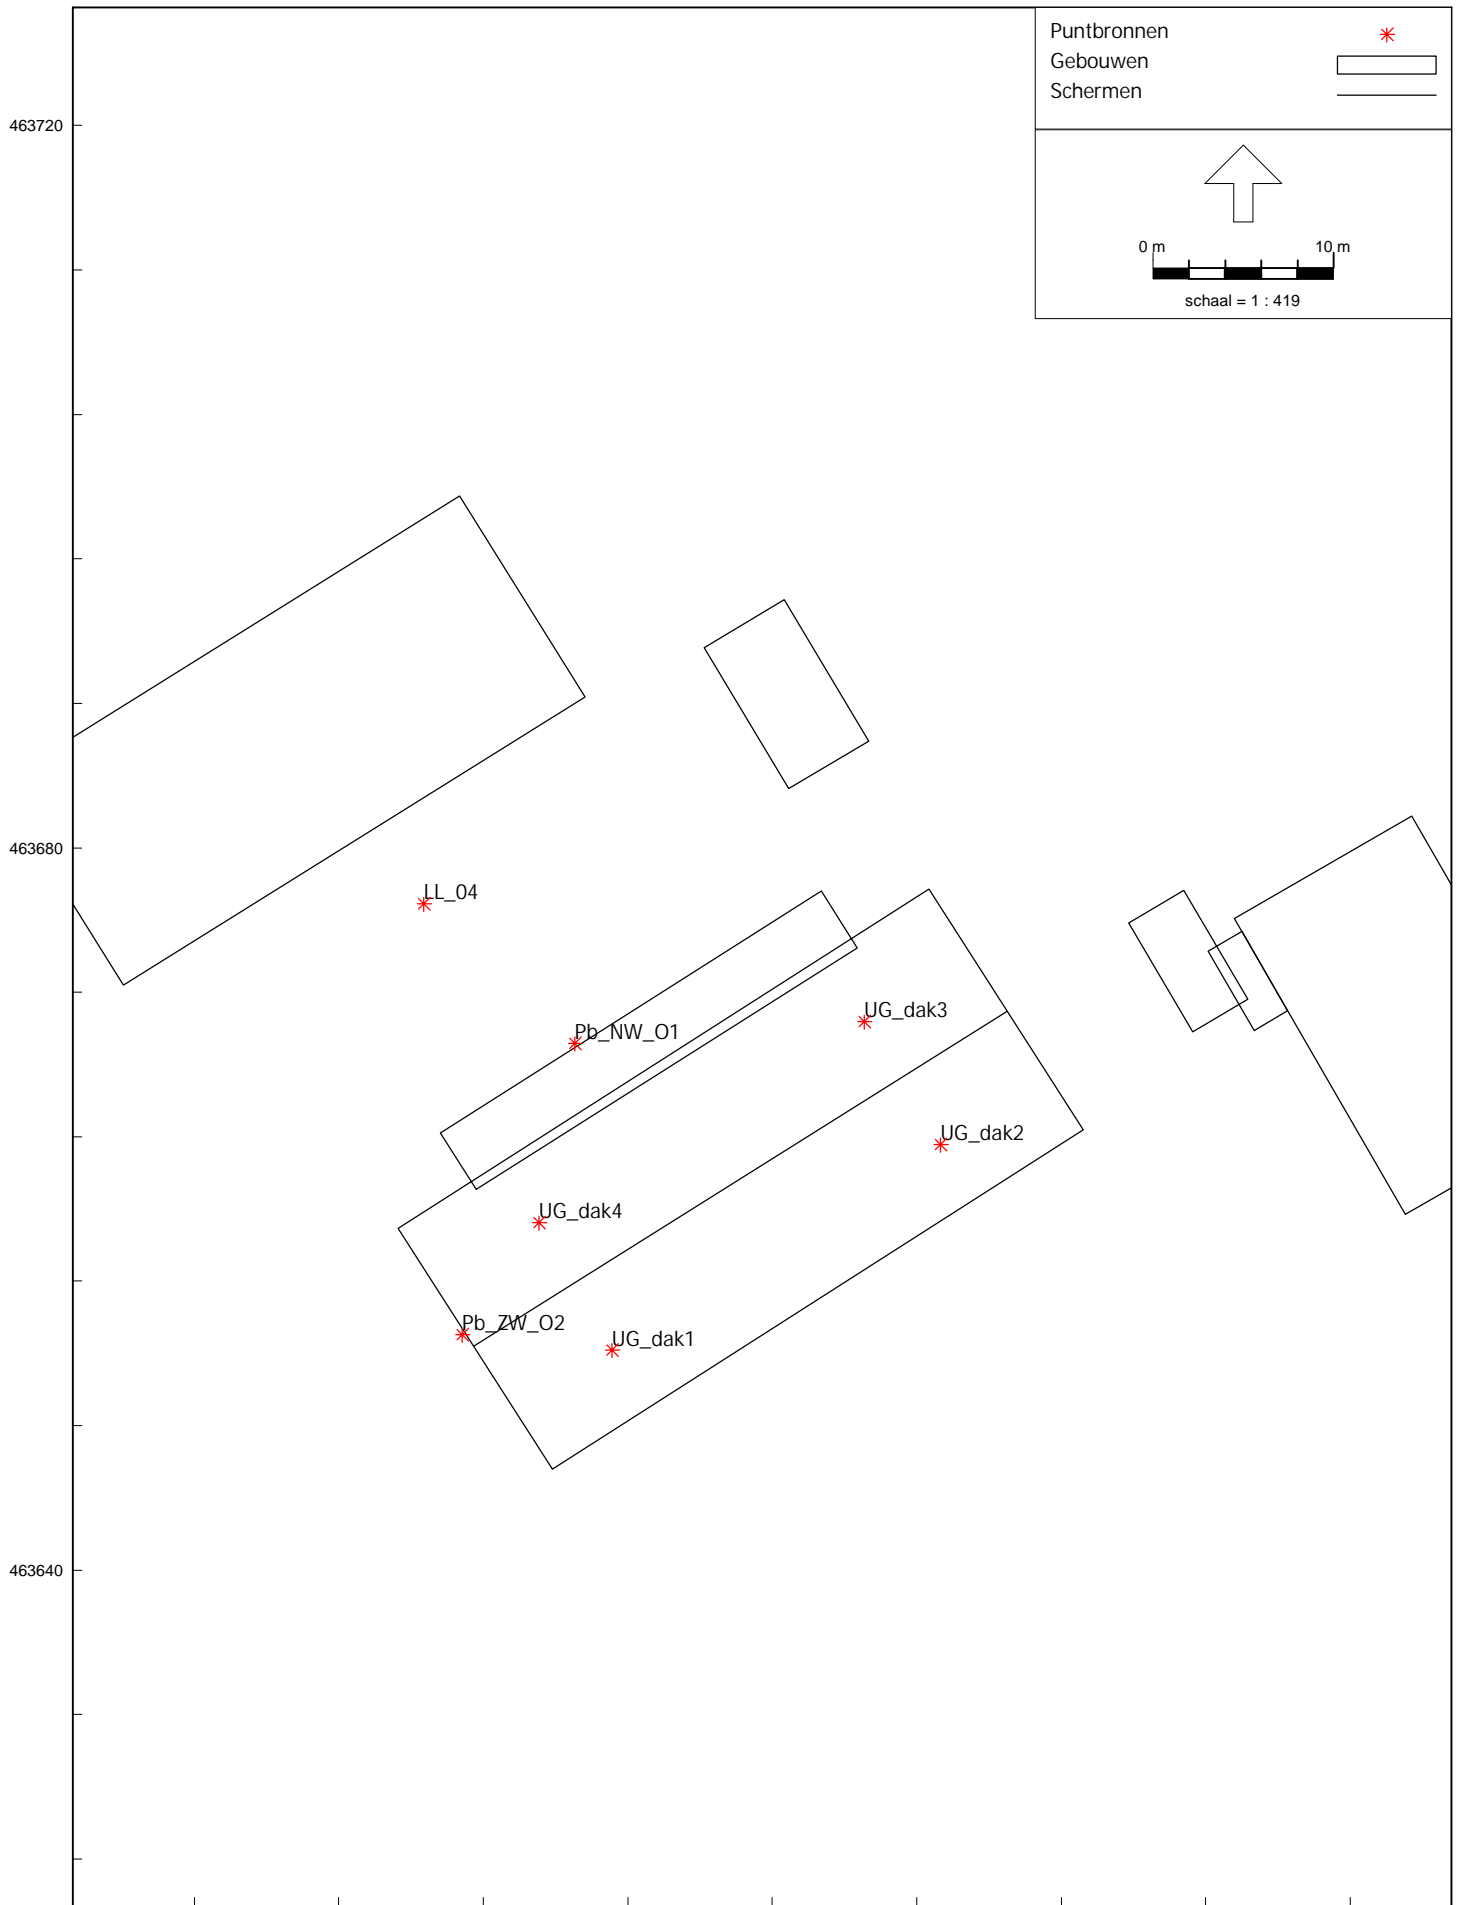 Puntbronnen
Gebouwen
Schermen
463720
0 m 10 m
schaal = 1 : 419
463680
LL_04
UG_dak3
Pb_NW_O1
UG_dak2
UG_dak4
Pb_ZW_O2
UG_dak1
463640